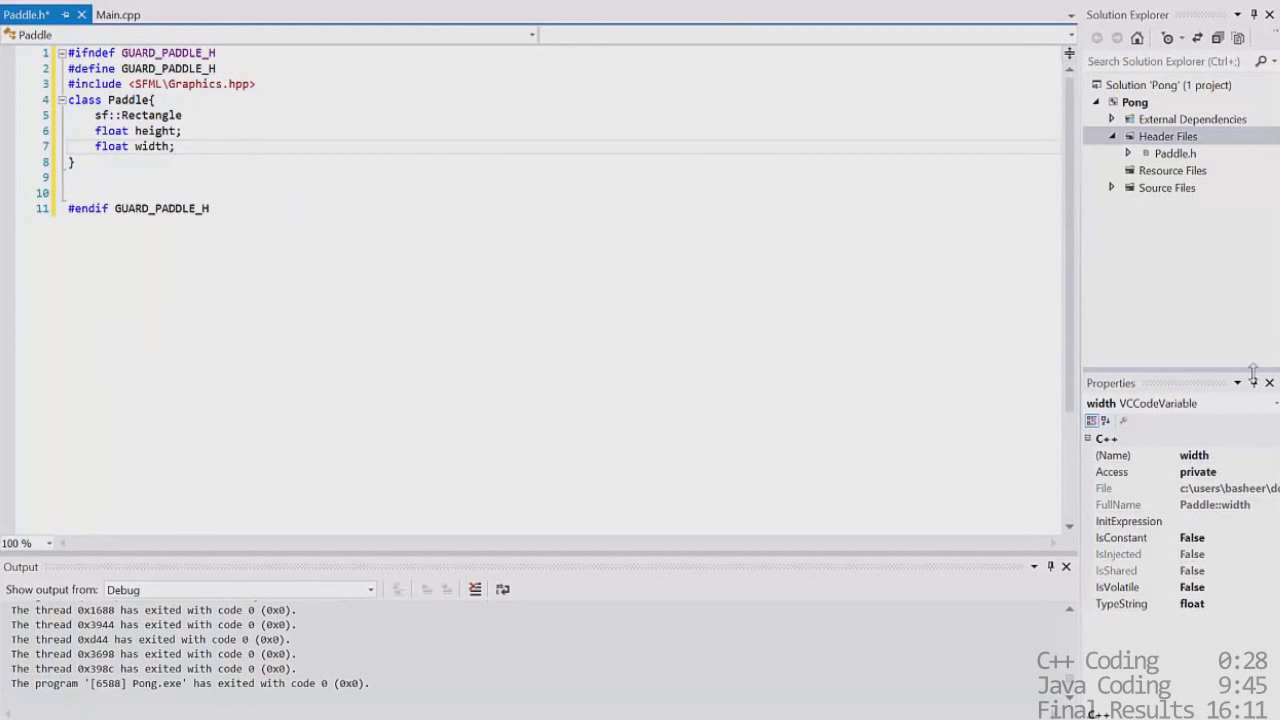 Paddle.h*
Main.cpp
Paddle
1 #ifndef GUARD_PADDLE_H
2 #define GUARD_PADDLE_H
3 #include <SFML\Graphics.hpp>
4 class Paddle{
5 sf::Rectangle
6 float height;
7 float width;
8 }
9
10
11 #endif GUARD_PADDLE_H
100 %
Output
Show output from: Debug
The thread 0x1688 has exited with code 0 (0x0).
The thread 0x3944 has exited with code 0 (0x0).
The thread 0xd44 has exited with code 0 (0x0).
The thread 0x3698 has exited with code 0 (0x0).
The thread 0x398c has exited with code 0 (0x0).
The program '[6588] Pong.exe' has exited with code 0 (0x0).
Solution Explorer
Search Solution Explorer (Ctrl+;)
Solution 'Pong' (1 project)
Pong
External Dependencies
Header Files
Paddle.h
Resource Files
Source Files
Properties
width VCCodeVariable
C++
(Name) width
Access private
File c:\users\basheer\do
FullName Paddle::width
InitExpression
IsConstant False
IsInjected False
IsShared False
IsVolatile False
TypeString float
C++ Coding 0:28
Java Coding 9:45
Final Results 16:11
C++